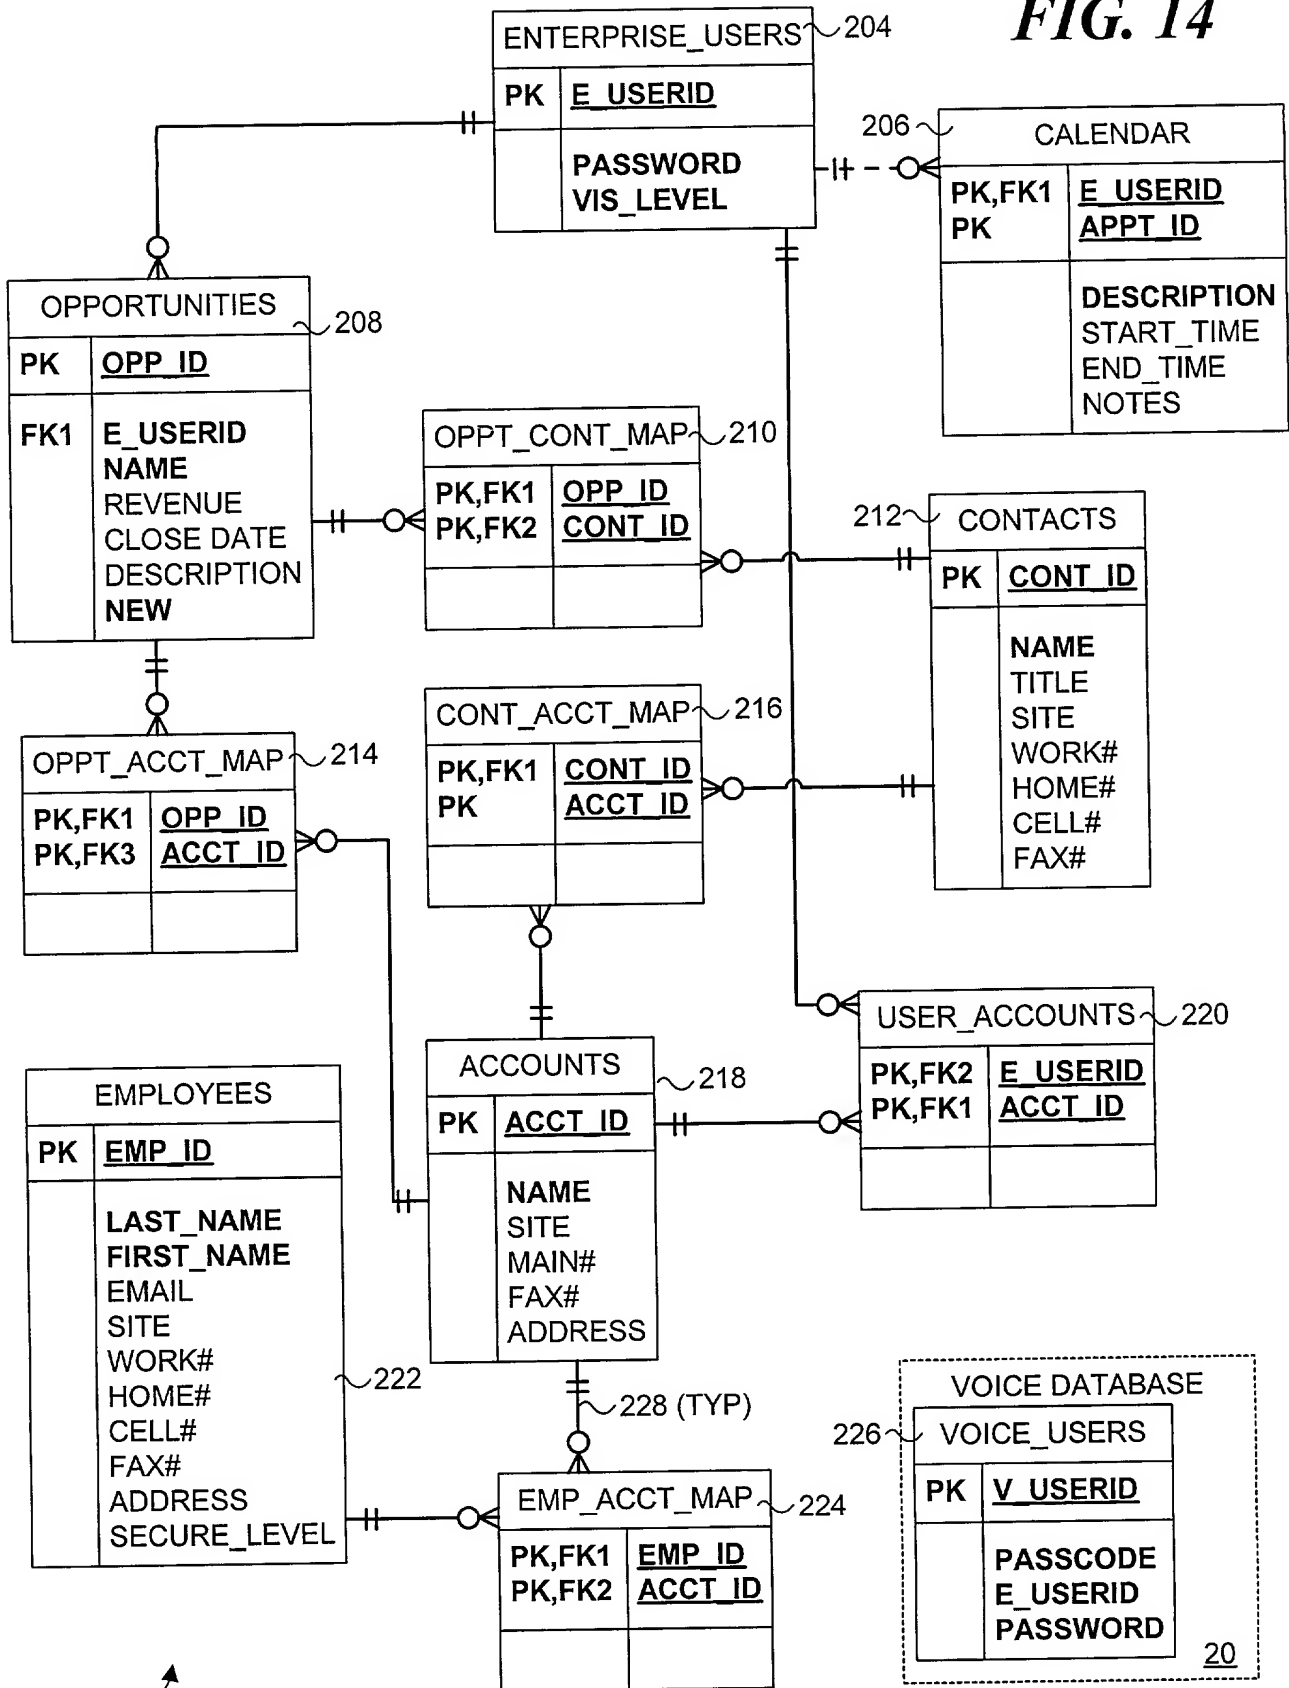 FIG. 14
ENTERPRISE_USERS
204
PK E_USERID
PASSWORD
VIS_LEVEL
206
CALENDAR
PK,FK1 E_USERID
PK APPT_ID
DESCRIPTION
START_TIME
END_TIME
NOTES
OPPORTUNITIES
208
PK OPP_ID
FK1 E_USERID
NAME
REVENUE
CLOSE DATE
DESCRIPTION
NEW
OPPT_CONT_MAP
210
PK,FK1 OPP_ID
PK,FK2 CONT_ID
212
CONTACTS
PK CONT_ID
NAME
TITLE
SITE
WORK#
HOME#
CELL#
FAX#
OPPT_ACCT_MAP
214
PK,FK1 OPP_ID
PK,FK3 ACCT_ID
CONT_ACCT_MAP
216
PK,FK1 CONT_ID
PK ACCT_ID
ACCOUNTS
218
PK ACCT_ID
NAME
SITE
MAIN#
FAX#
ADDRESS
USER_ACCOUNTS
220
PK,FK2 E_USERID
PK,FK1 ACCT_ID
EMPLOYEES
PK EMP_ID
LAST_NAME
FIRST_NAME
EMAIL
SITE
WORK#
HOME#
CELL#
FAX#
ADDRESS
SECURE_LEVEL
222
228 (TYP)
EMP_ACCT_MAP
224
PK,FK1 EMP_ID
PK,FK2 ACCT_ID
VOICE DATABASE
226
VOICE_USERS
PK V_USERID
PASSCODE
E_USERID
PASSWORD
20